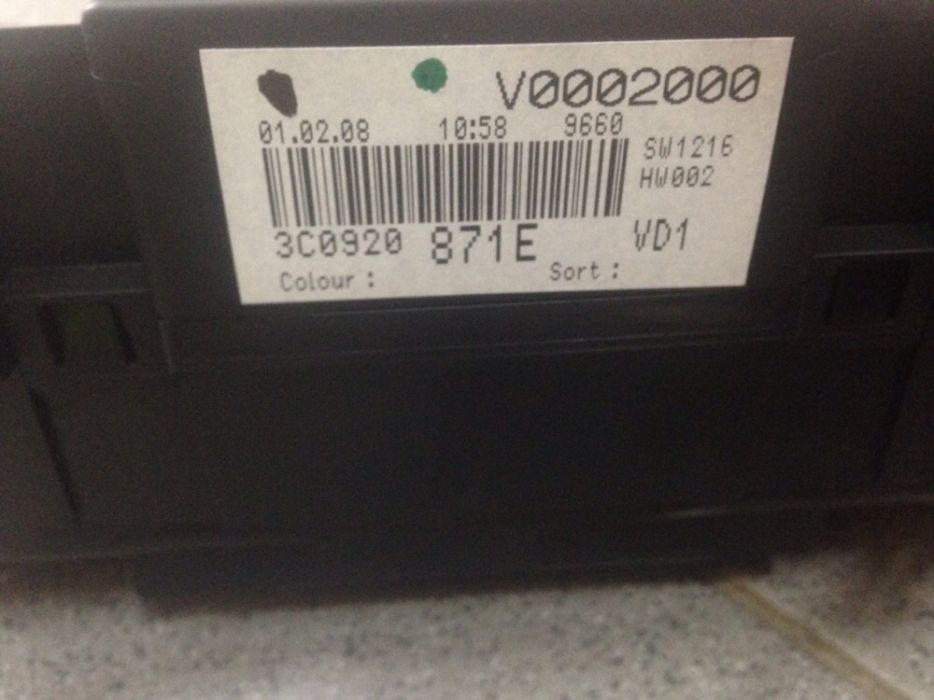 V0002000
01.02.08 10:58 9660
SW1216
HW002
3C0920 871E VD1
Colour : Sort :